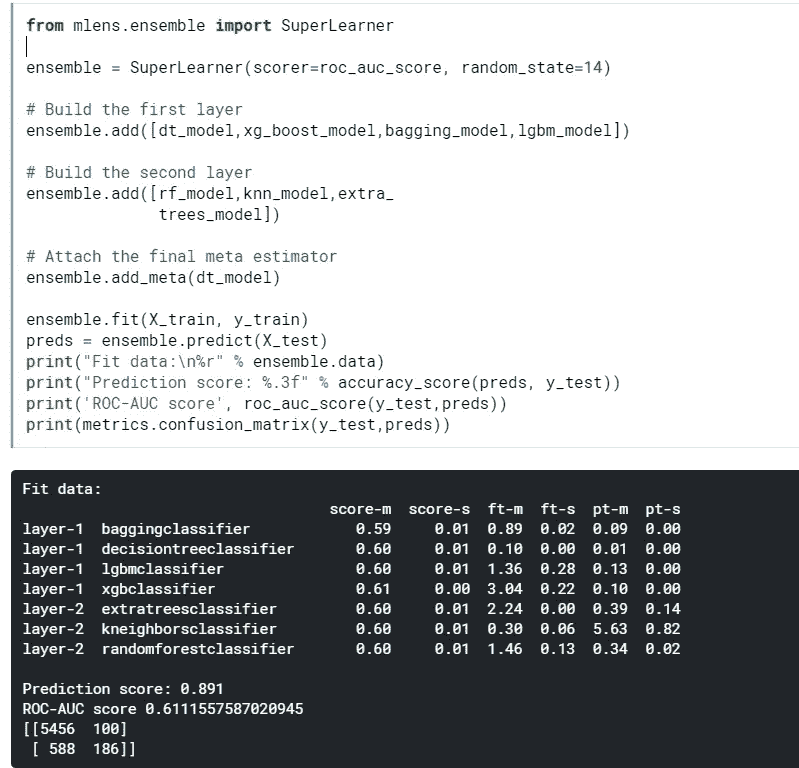 from mlens.ensemble import SuperLearner
ensemble = SuperLearner(scorer=roc_auc_score, random_state=14)
# Build the first layer
ensemble.add([dt_model,xg_boost_model,bagging_model,lgbm_model])
# Build the second layer
ensemble.add([rf_model,knn_model,extra_
trees_model])
# Attach the final meta estimator
ensemble.add_meta(dt_model)
ensemble.fit(X_train, y_train)
preds = ensemble.predict(X_test)
print("Fit data:\n%r" % ensemble.data)
print("Prediction score: %.3f" % accuracy_score(preds, y_test))
print('ROC-AUC score', roc_auc_score(y_test,preds))
print(metrics.confusion_matrix(y_test,preds))
Fit data:
score-m score-s ft-m ft-s pt-m pt-s
layer-1 baggingclassifier 0.59 0.01 0.89 0.02 0.09 0.00
layer-1 decisiontreeclassifier 0.60 0.01 0.10 0.00 0.01 0.00
layer-1 lgbmclassifier 0.60 0.01 1.36 0.28 0.13 0.00
layer-1 xgbclassifier 0.61 0.00 3.04 0.22 0.10 0.00
layer-2 extratreesclassifier 0.60 0.01 2.24 0.00 0.39 0.14
layer-2 kneighborsclassifier 0.60 0.01 0.30 0.06 5.63 0.82
layer-2 randomforestclassifier 0.60 0.01 1.46 0.13 0.34 0.02
Prediction score: 0.891
ROC-AUC score 0.6111557587020945
[[5456 100]
[ 588 186]]